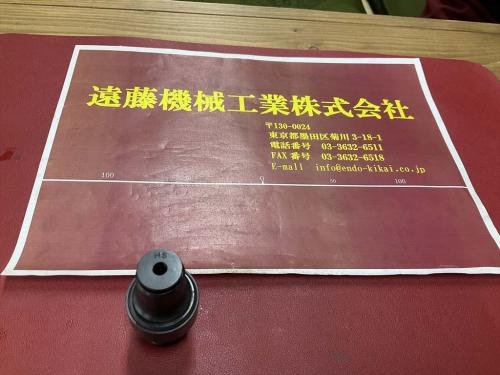 遠藤機械工業株式会社
〒130-0024
東京都墨田区菊川 3-18-1
電話番号 03-3632-6511
FAX番号 03-3632-6518
E-mail info@endo-kikai.co.jp
100 50 0 50 100
HS